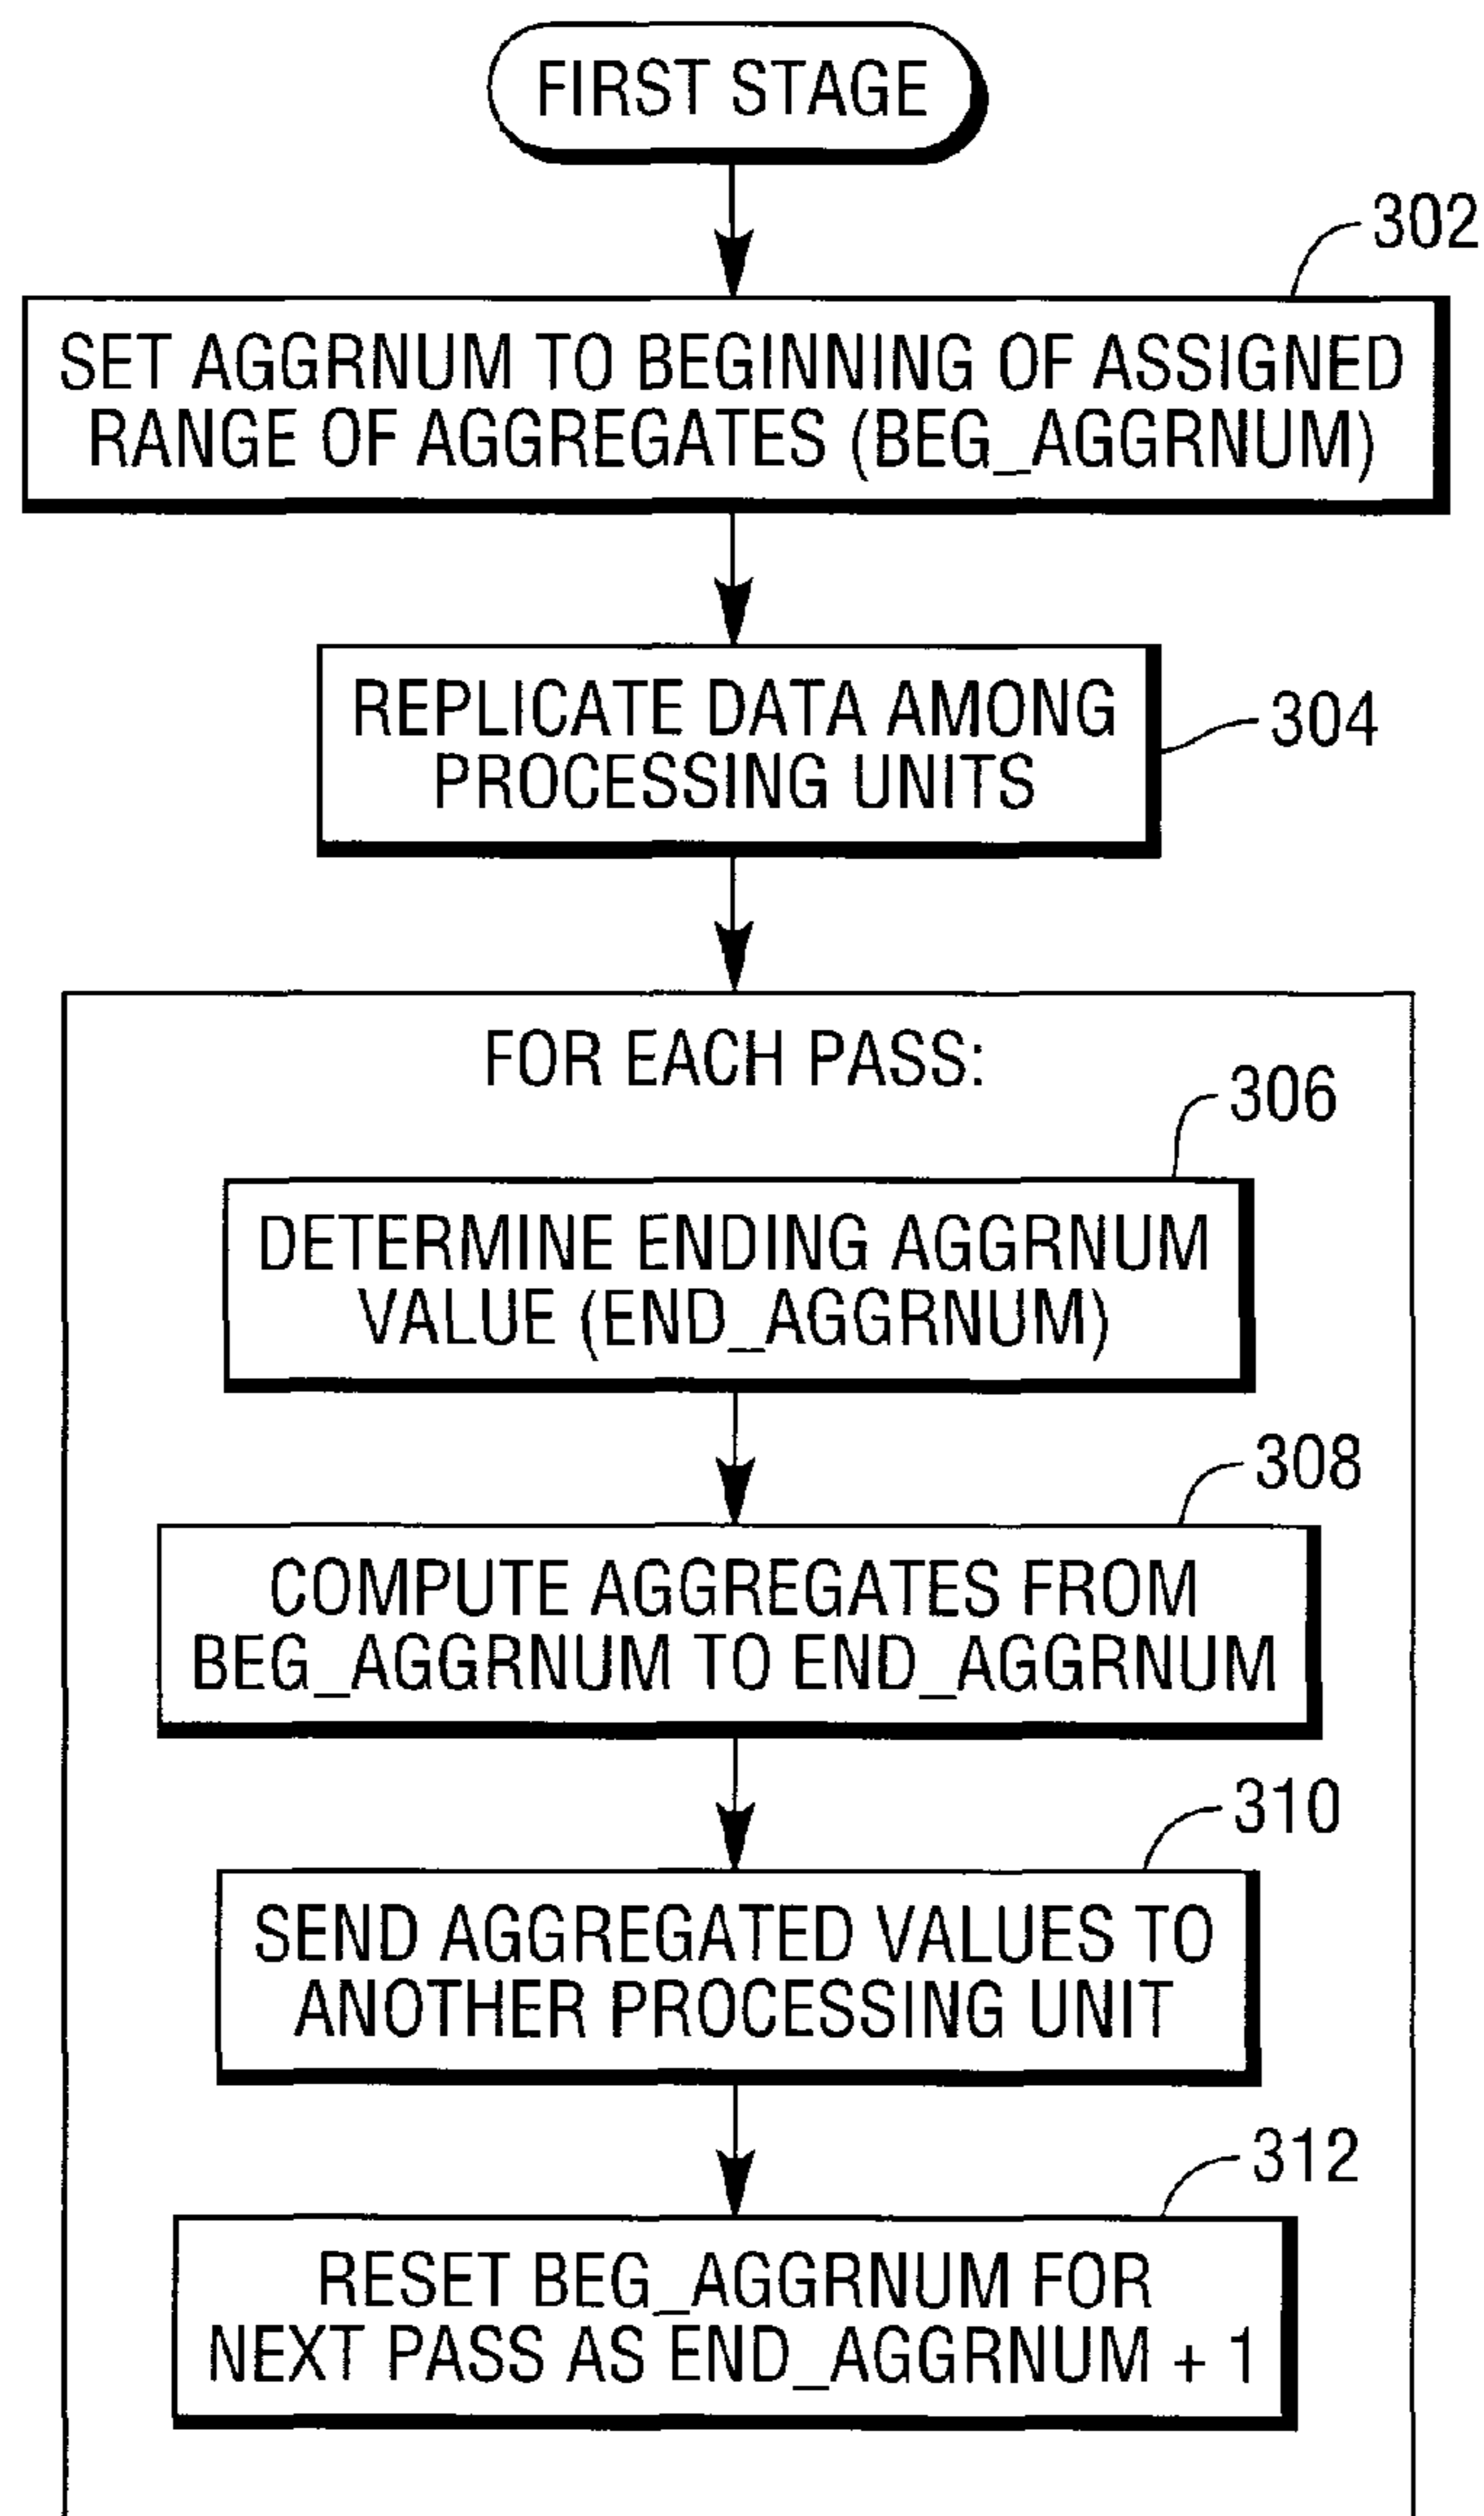 FIRST STAGE
302
SET AGGRNUM TO BEGINNING OF ASSIGNED
RANGE OF AGGREGATES (BEG_AGGRNUM)
REPLICATE DATA AMONG
PROCESSING UNITS
304
FOR EACH PASS:
306
DETERMINE ENDING AGGRNUM
VALUE (END_AGGRNUM)
308
COMPUTE AGGREGATES FROM
BEG_AGGRNUM TO END_AGGRNUM
310
SEND AGGREGATED VALUES TO
ANOTHER PROCESSING UNIT
312
RESET BEG_AGGRNUM FOR
NEXT PASS AS END_AGGRNUM + 1